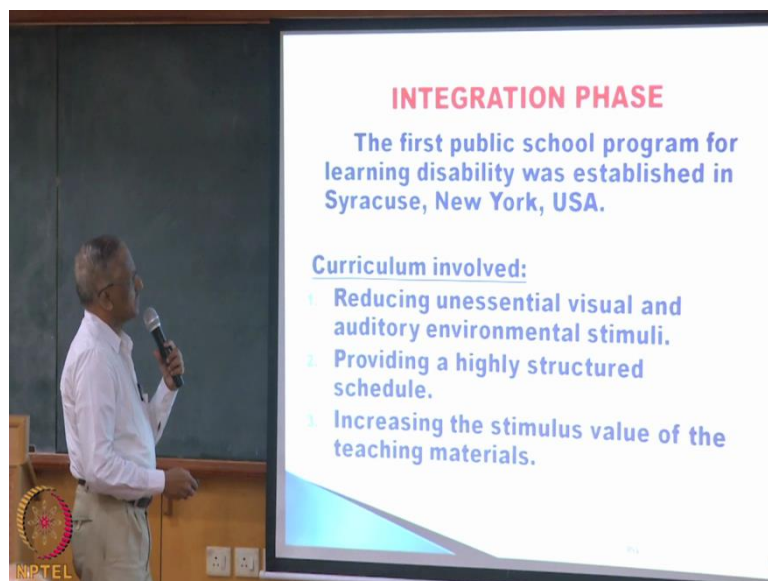 INTEGRATION PHASE
The first public school program for
learning disability was established in
Syracuse, New York, USA.
Curriculum involved:
1. Reducing unessential visual and
auditory environmental stimuli.
2. Providing a highly structured
schedule.
3. Increasing the stimulus value of the
teaching materials.
NPTEL